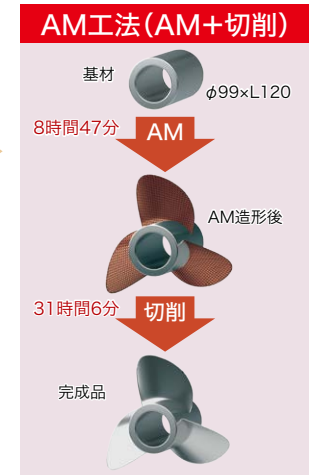 AM工法(AM+切削)
基材
φ99×L120
8時間47分
AM
AM造形後
31時間6分
切削
完成品